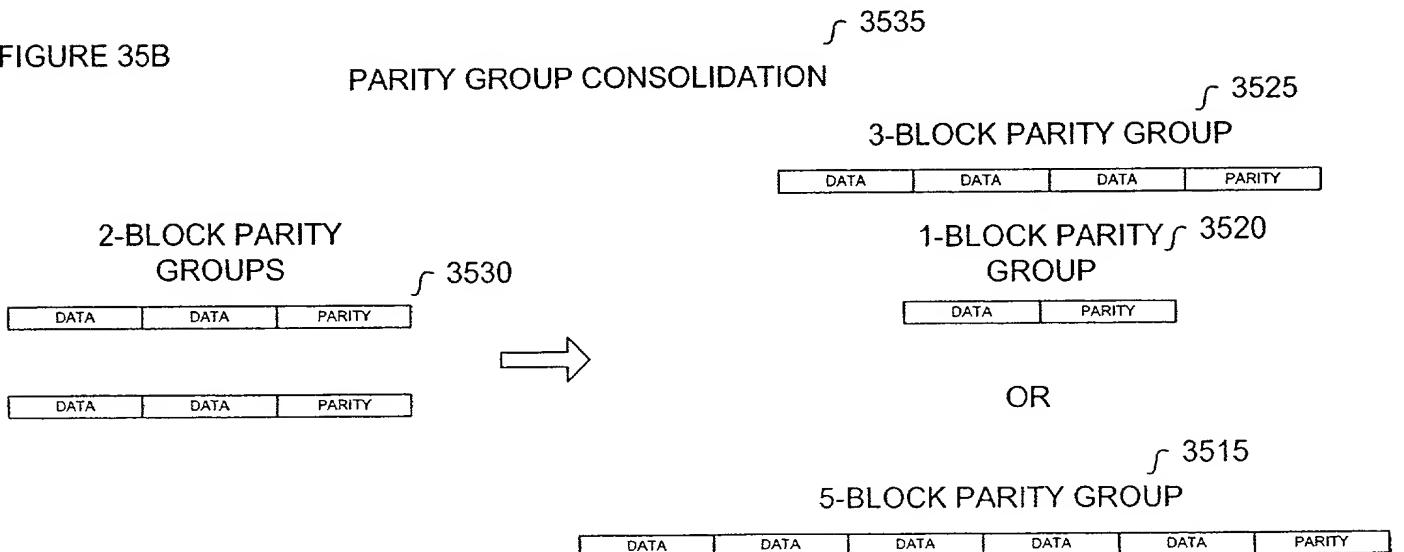 3535
FIGURE 35B
PARITY GROUP CONSOLIDATION
3525
3-BLOCK PARITY GROUP
DATA DATA DATA PARITY
2-BLOCK PARITY
GROUPS
3530
DATA DATA PARITY
DATA DATA PARITY
1-BLOCK PARITY 3520
GROUP
DATA PARITY
OR
3515
5-BLOCK PARITY GROUP
DATA DATA DATA DATA DATA PARITY